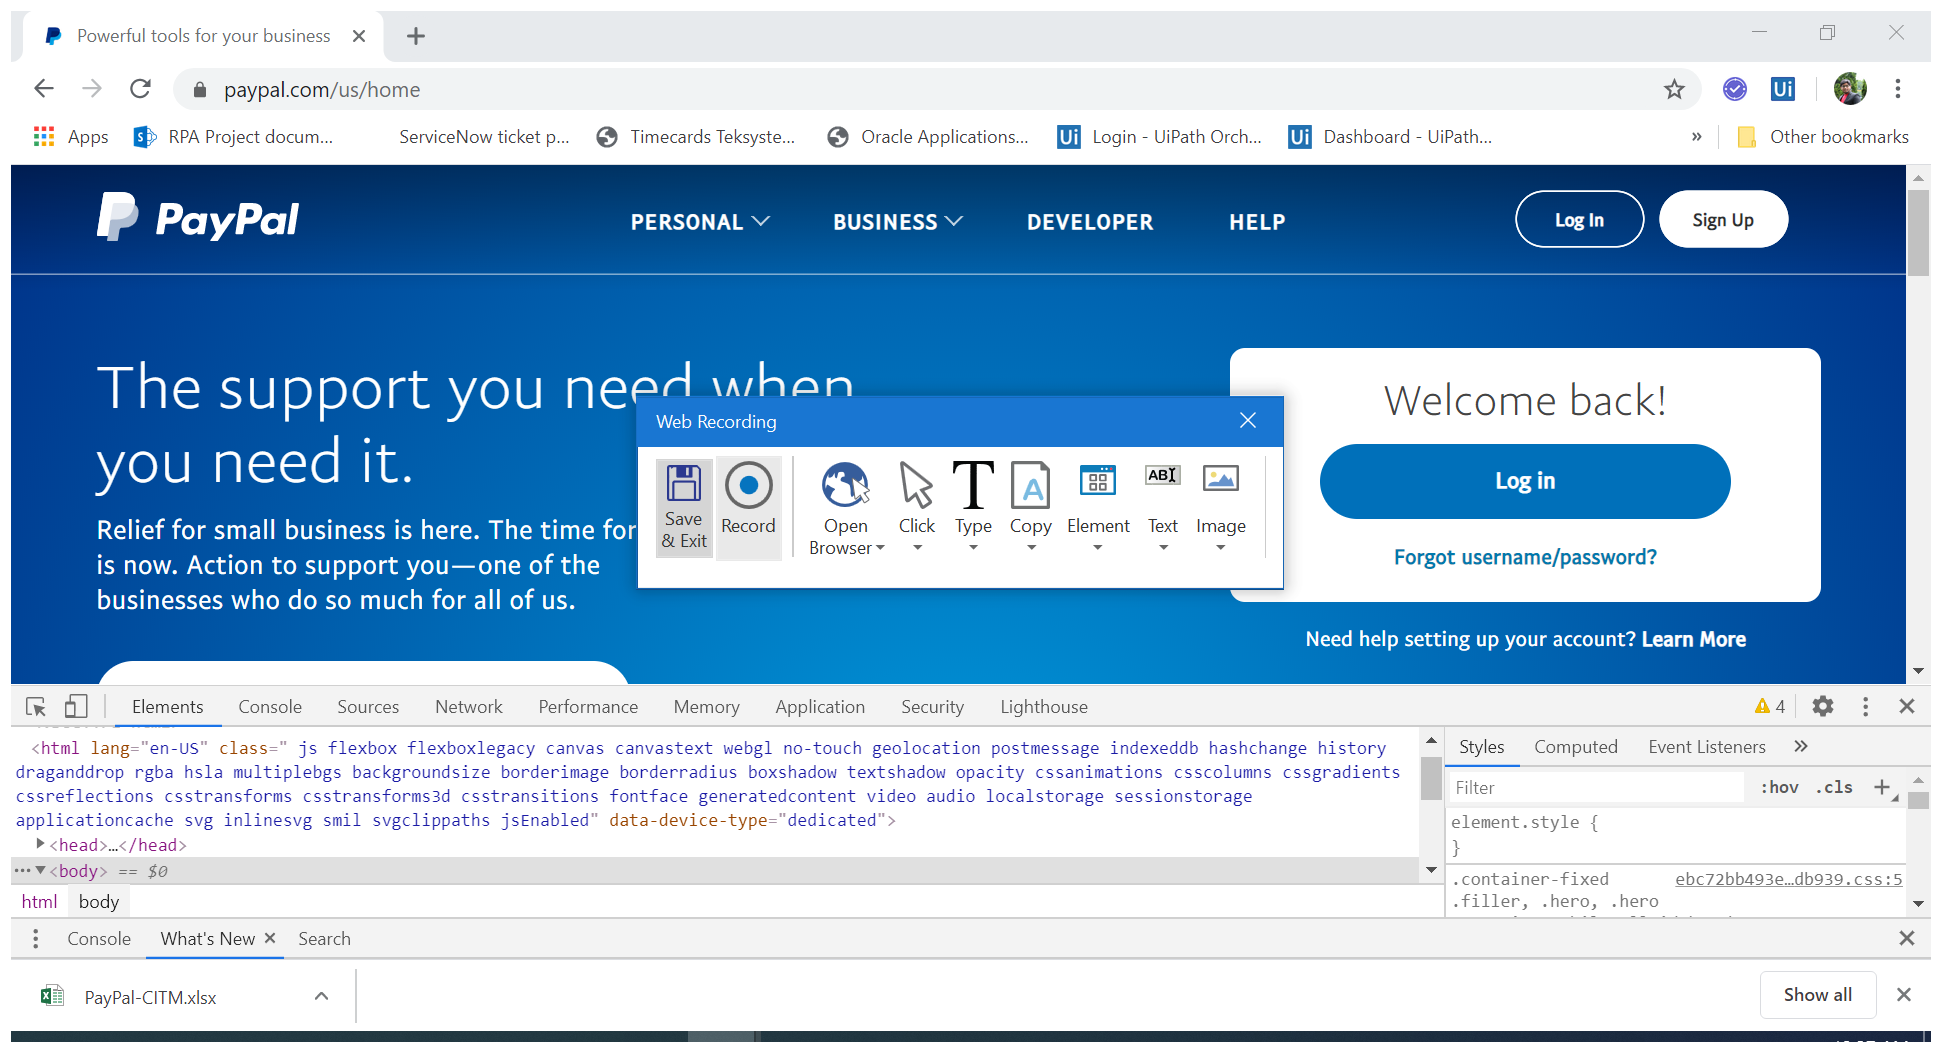 Powerful tools for your business
paypal.com/us/home
Ui
Apps
RPA Project docum...
ServiceNow ticket p...
Timecards Teksyste...
Oracle Applications...
Ui
Login - UiPath Orch...
Ui
Dashboard - UiPath...
»
Other bookmarks
PayPal
PERSONAL
BUSINESS
DEVELOPER
HELP
Log In
Sign Up
The support you need when
you need it.
Relief for small business is here. The time for
is now. Action to support you—one of the
businesses who do so much for all of us.
Web Recording
Save
& Exit
Record
Open
Browser
Click
Type
Copy
Element
Text
Image
Welcome back!
Log in
Forgot username/password?
Need help setting up your account? Learn More
Elements
Console
Sources
Network
Performance
Memory
Application
Security
Lighthouse
4
<html lang="en-US" class=" js flexbox flexboxlegacy canvas canvastext webgl no-touch geolocation postmessage indexeddb hashchange history
draganddrop rgba hsla multiplebgs backgroundsize borderimage borderradius boxshadow textshadow opacity cssanimations csscolumns cssgradients
cssreflections csstransforms csstransforms3d csstransitions fontface generatedcontent video audio localstorage sessionstorage
applicationcache svg inlinesvg smil svgclippaths jsEnabled" data-device-type="dedicated">
<head>…</head>
<body> == $0
html
body
Styles
Computed
Event Listeners
»
Filter
:hov
.cls
element.style {
}
.container-fixed
ebc72bb493e…db939.css:5
.filler, .hero, .hero
Console
What's New
Search
PayPal-CITM.xlsx
Show all